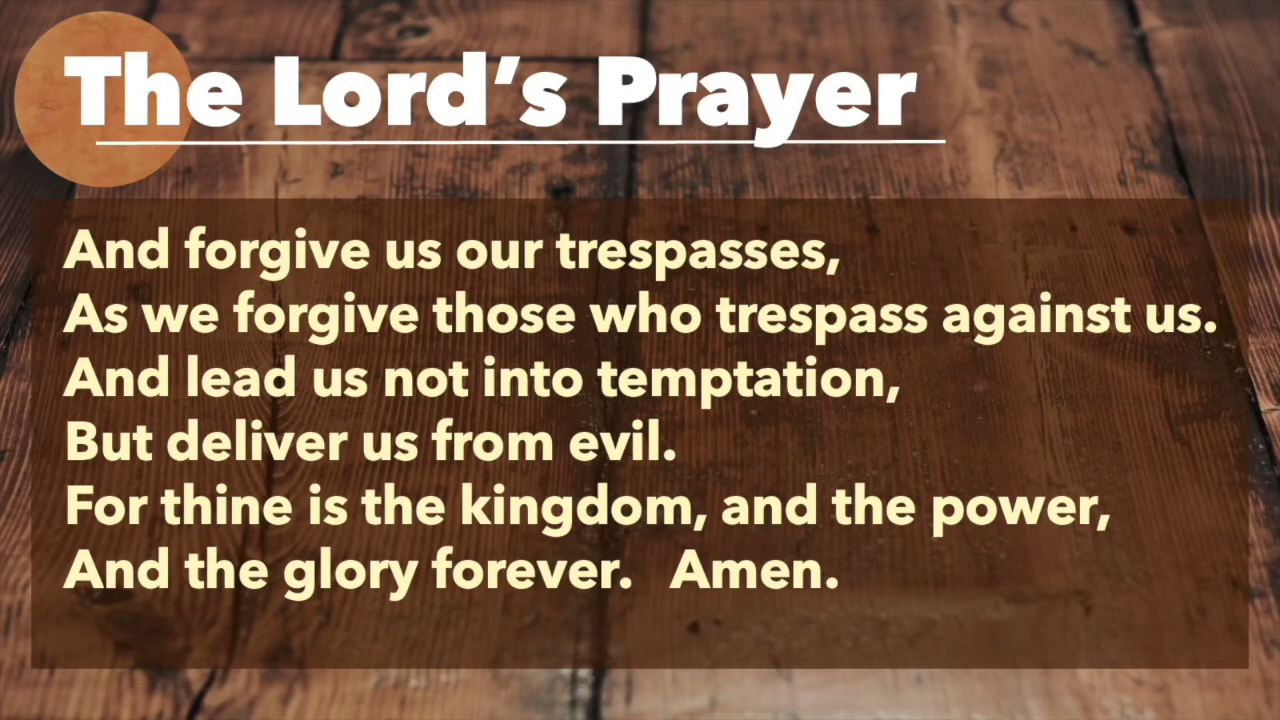 The Lord’s Prayer
And forgive us our trespasses,
As we forgive those who trespass against us.
And lead us not into temptation,
But deliver us from evil.
For thine is the kingdom, and the power,
And the glory forever.   Amen.